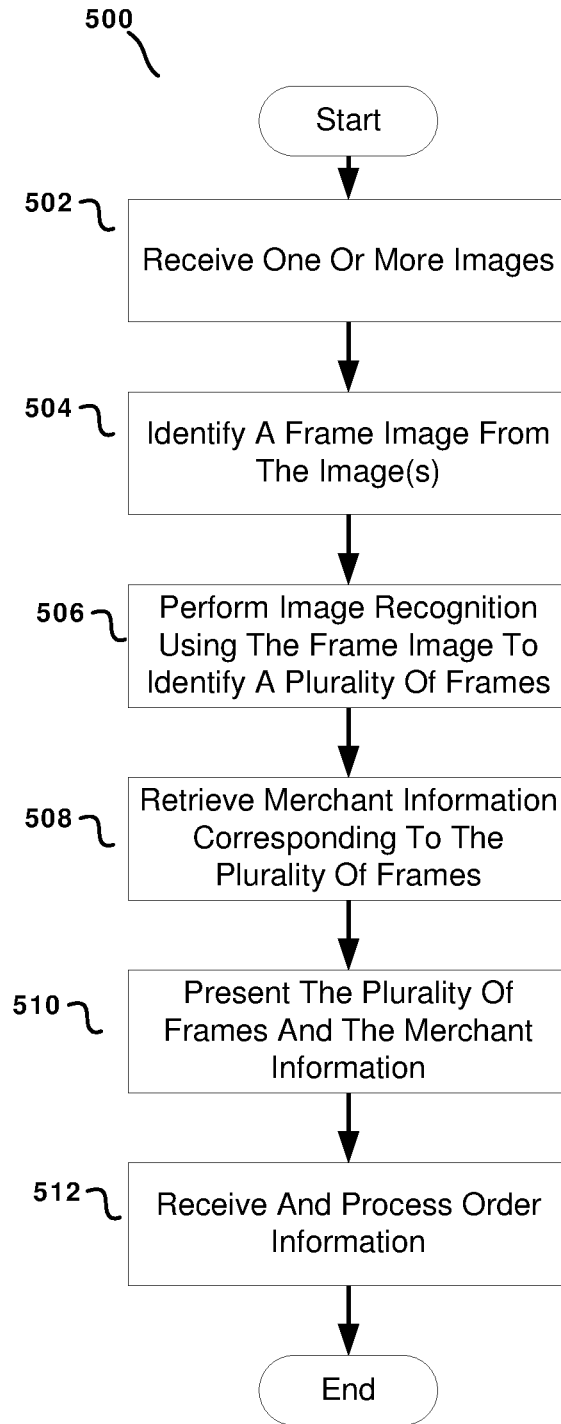 500
Start
502
Receive One Or More Images
504
Identify A Frame Image From
The Image(s)
506
Perform Image Recognition
Using The Frame Image To
Identify A Plurality Of Frames
508
Retrieve Merchant Information
Corresponding To The
Plurality Of Frames
510
Present The Plurality Of
Frames And The Merchant
Information
512
Receive And Process Order
Information
End